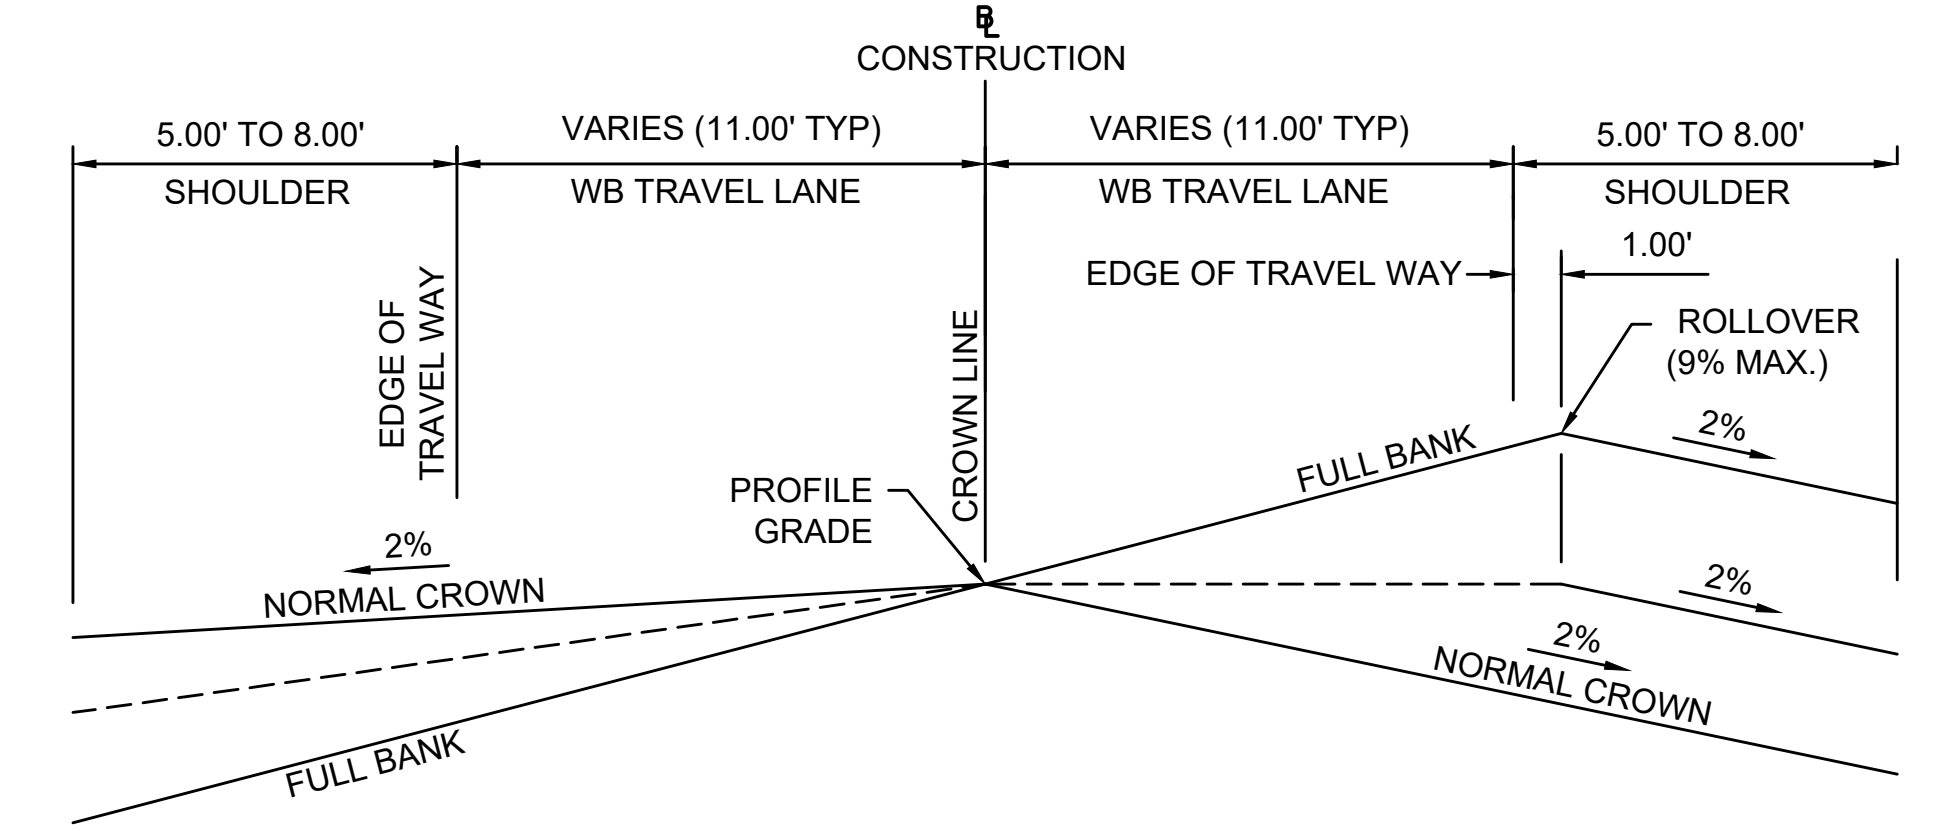 BL
CONSTRUCTION
5.00' TO 8.00'
VARIES (11.00' TYP)
VARIES (11.00' TYP)
5.00' TO 8.00'
SHOULDER
WB TRAVEL LANE
WB TRAVEL LANE
SHOULDER
1.00'
EDGE OF TRAVEL WAY
EDGE OF
TRAVEL WAY
CROWN LINE
ROLLOVER
(9% MAX.)
2%
FULL BANK
PROFILE
GRADE
2%
NORMAL CROWN
2%
2%
NORMAL CROWN
FULL BANK